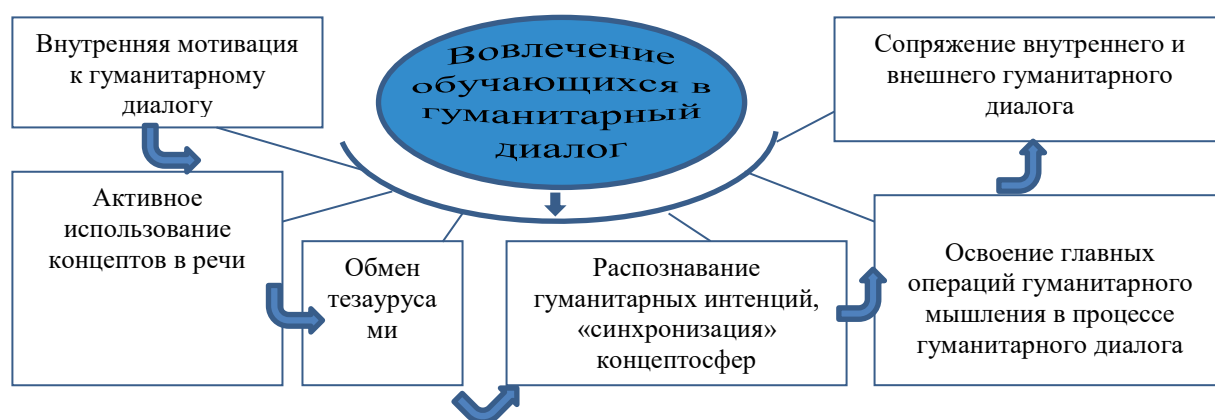 Внутренняя мотивация
к гуманитарному
диалогу
Вовлечение
обучающихся в
гуманитарный
диалог
Сопряжение внутреннего и
внешнего гуманитарного
диалога
Активное
использование
концептов в речи
Обмен
тезауруса
ми
Распознавание
гуманитарных интенций,
«синхронизация»
концептосфер
Освоение главных
операций гуманитарного
мышления в процессе
гуманитарного диалога